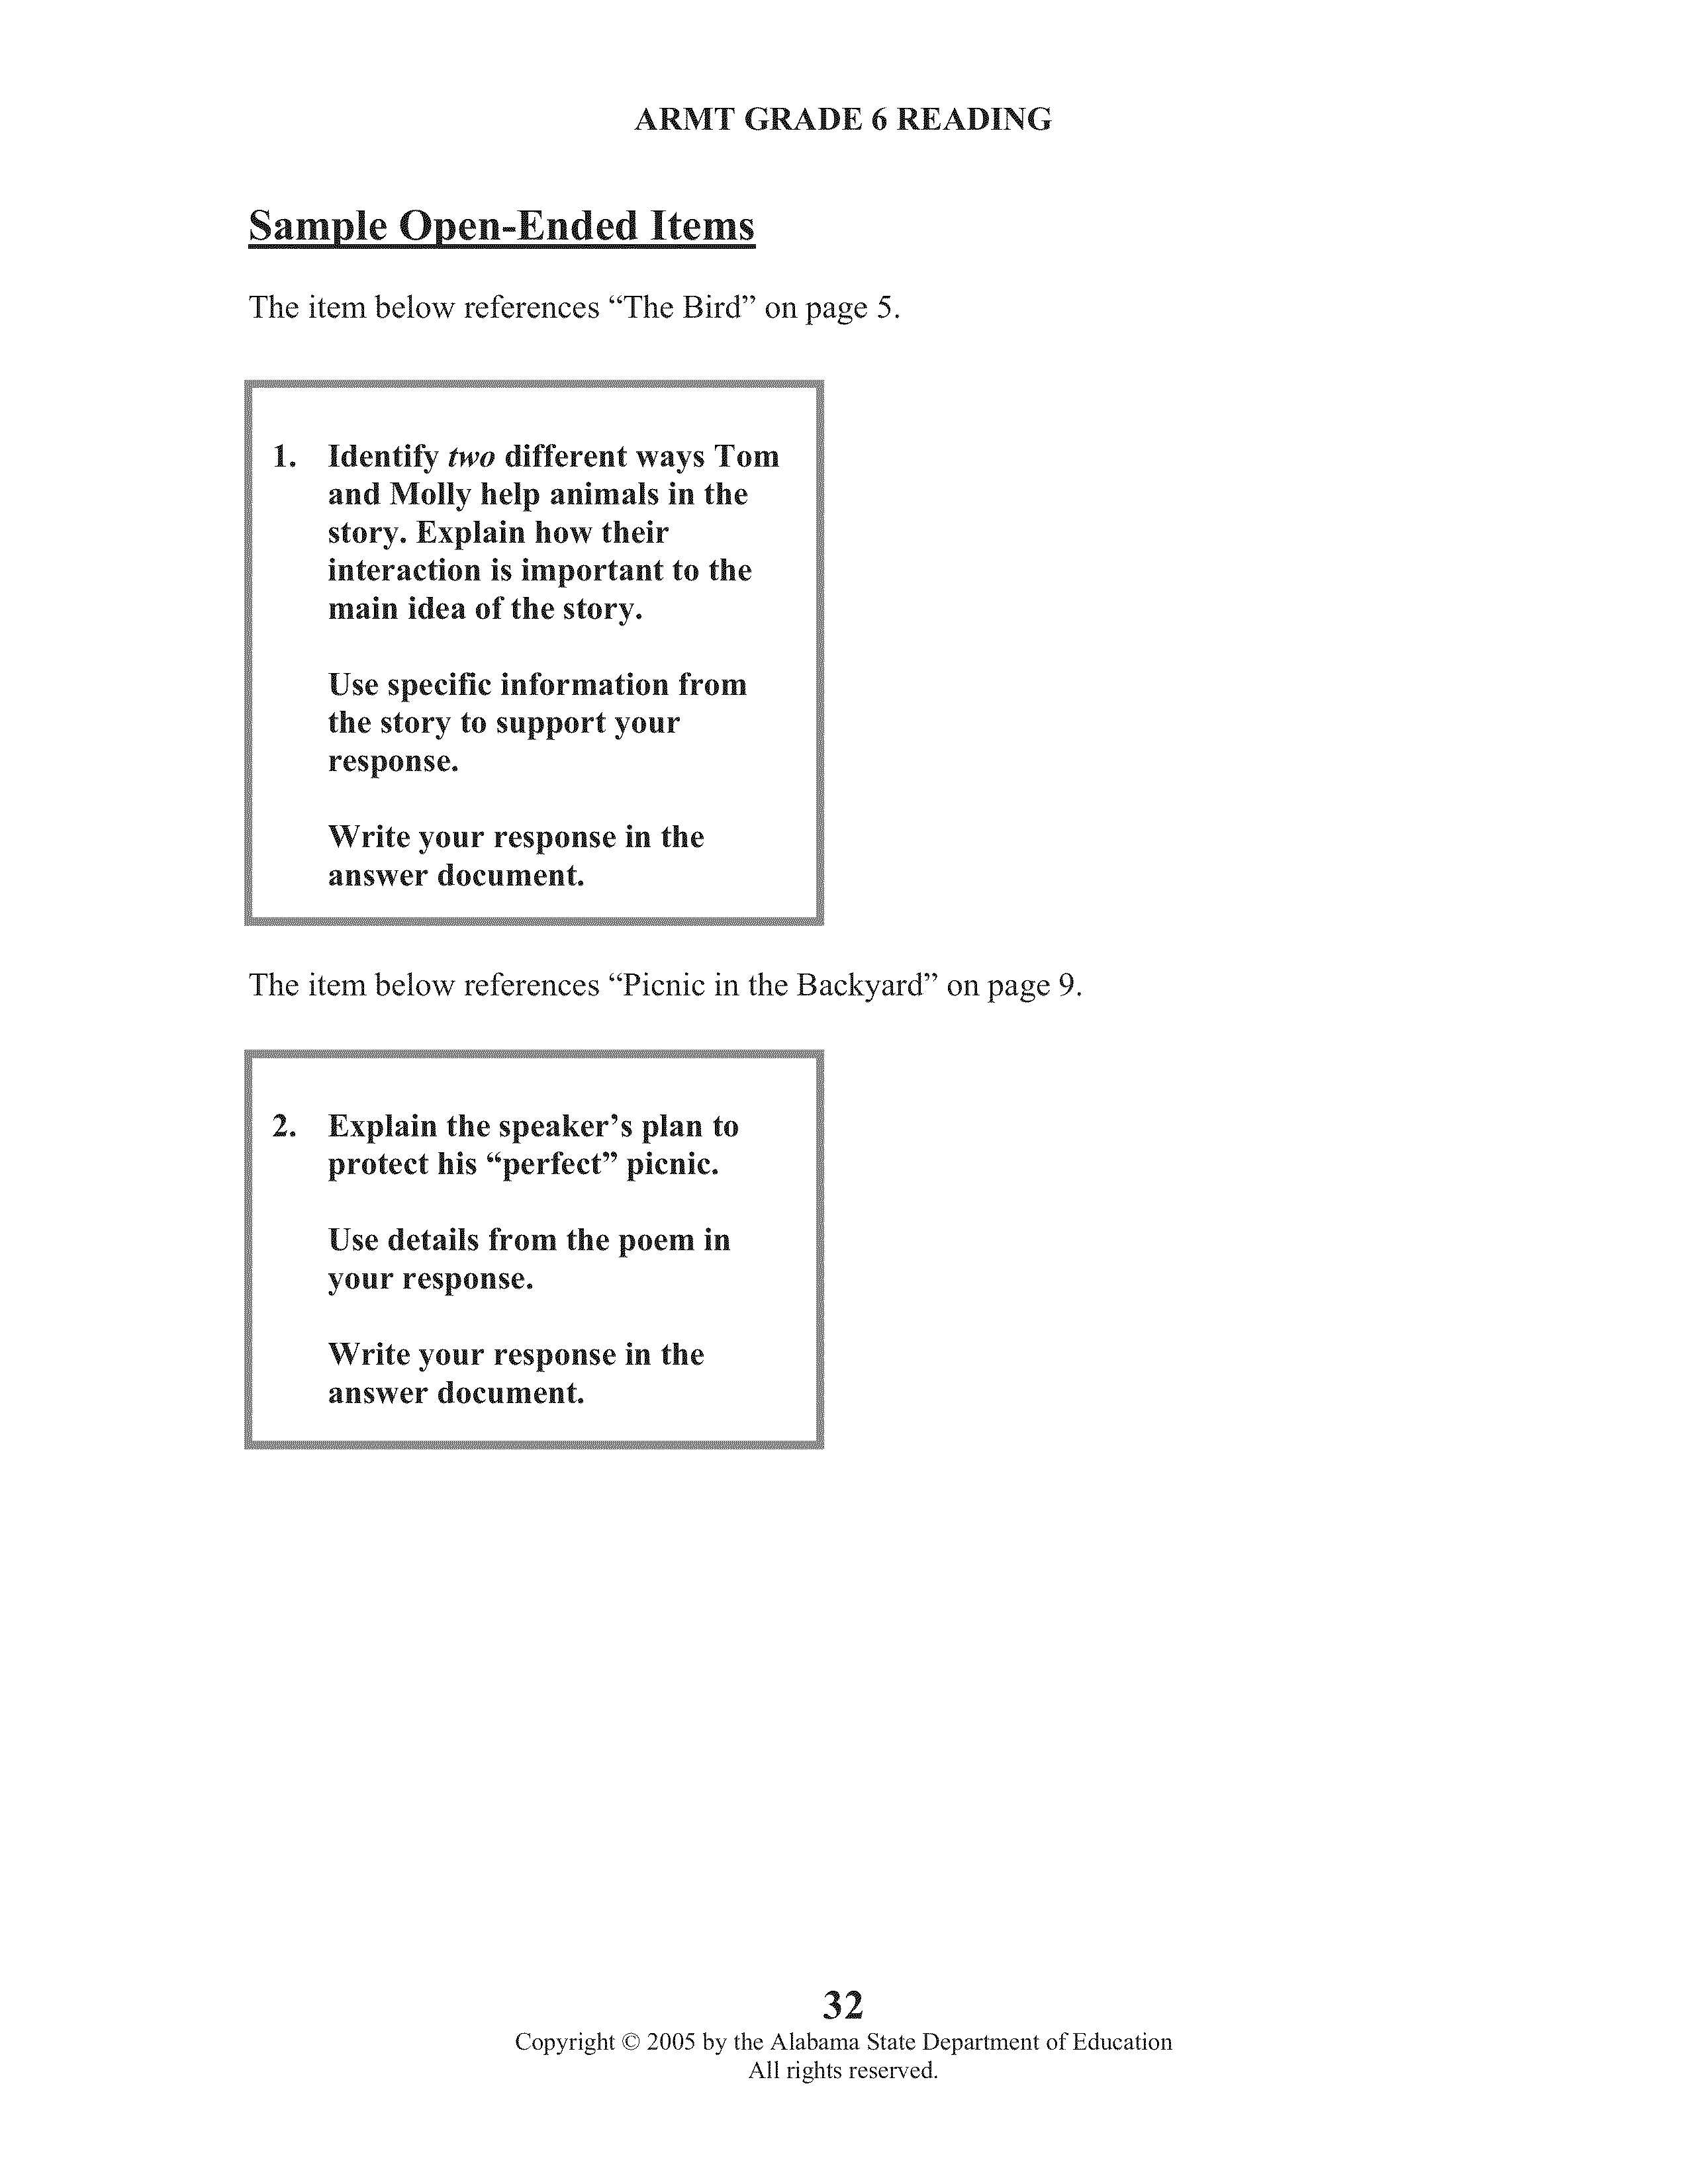 ARMT GRADE 6 READING
Sample Open-Ended Items
The item below references “The Bird” on page 5.
1. Identify two different ways Tom
and Molly help animals in the
story. Explain how their
interaction is important to the
main idea of the story.
Use specific information from
the story to support your
response.
Write your response in the
answer document.
The item below references “Picnic in the Backyard” on page 9.
2. Explain the speaker’s plan to
protect his “perfect” picnic.
Use details from the poem in
your response.
Write your response in the
answer document.
32
Copyright © 2005 by the Alabama State Department of Education
All rights reserved.